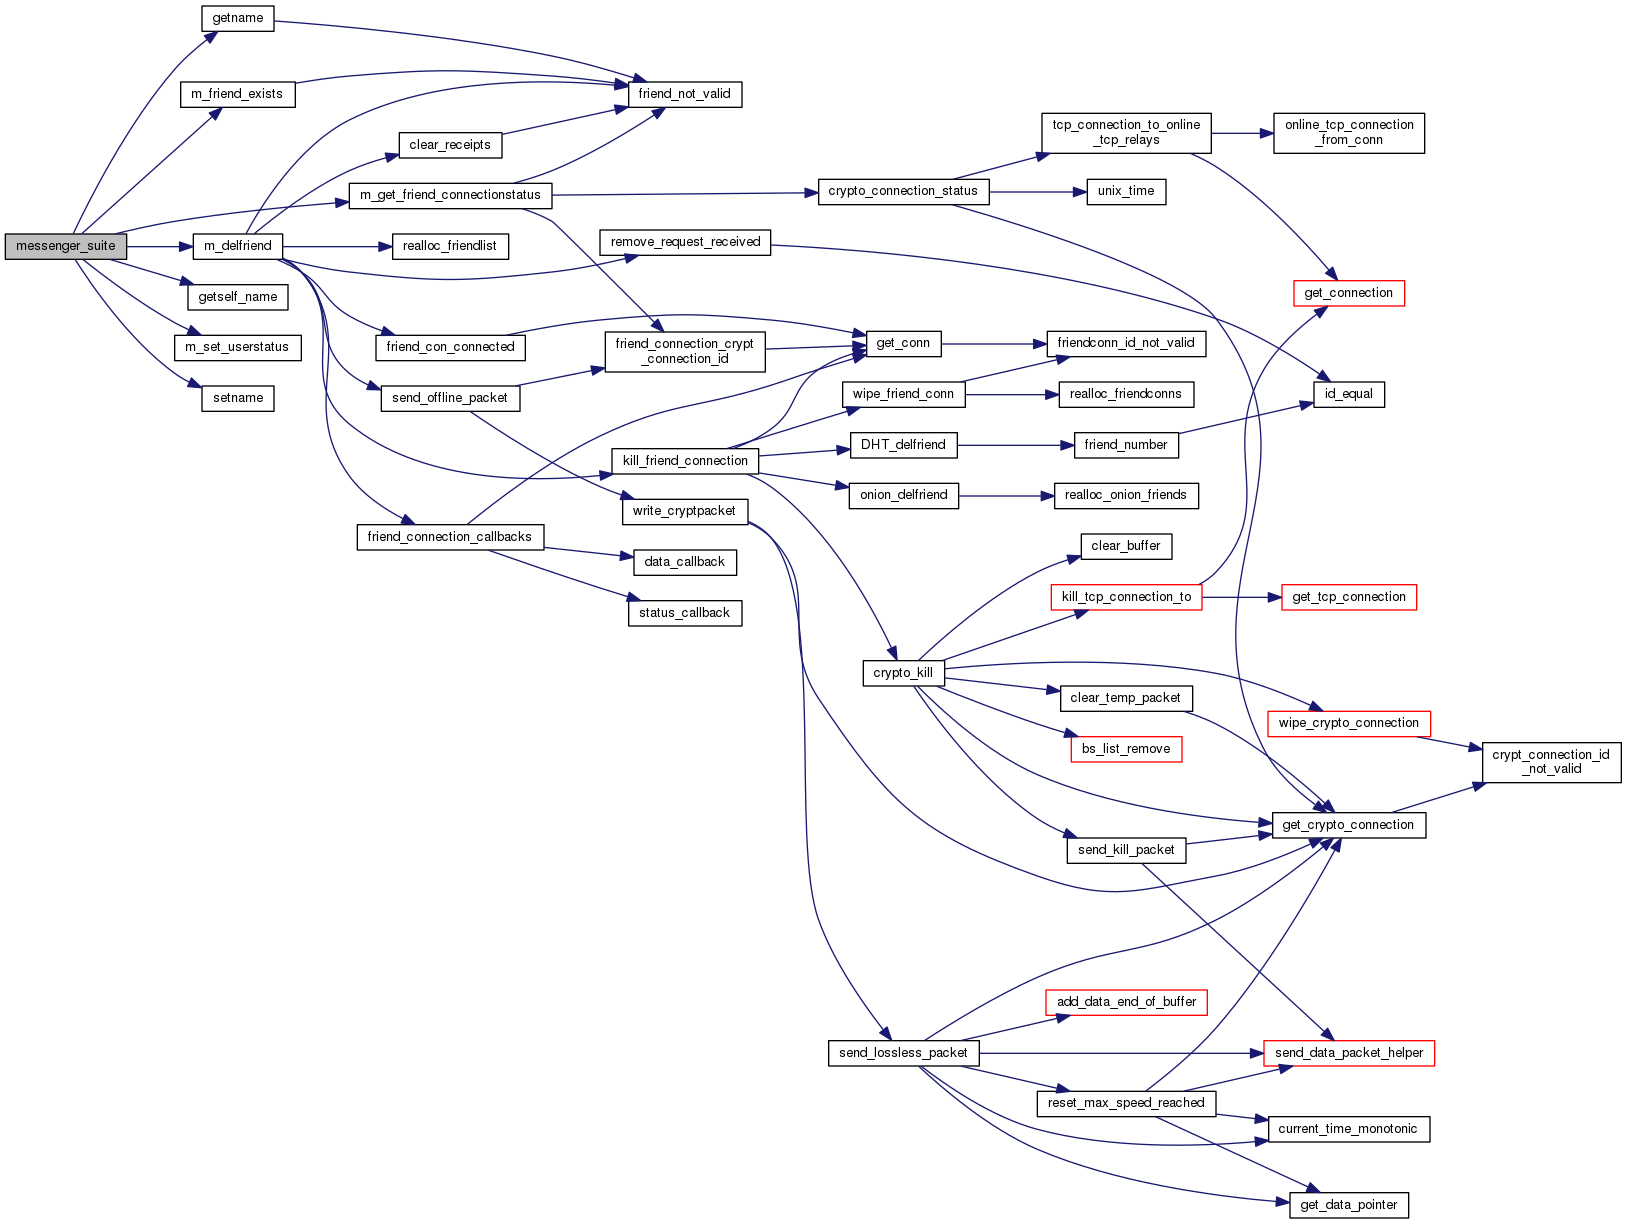 getname
m_friend_exists
friend_not_valid
tcp_connection_to_online
_tcp_relays
online_tcp_connection
_from_conn
clear_receipts
m_get_friend_connectionstatus
crypto_connection_status
unix_time
messenger_suite
m_delfriend
realloc_friendlist
remove_request_received
getself_name
get_connection
m_set_userstatus
friend_con_connected
friend_connection_crypt
_connection_id
get_conn
friendconn_id_not_valid
setname
send_offline_packet
wipe_friend_conn
realloc_friendconns
id_equal
kill_friend_connection
DHT_delfriend
friend_number
onion_delfriend
realloc_onion_friends
write_cryptpacket
friend_connection_callbacks
data_callback
clear_buffer
status_callback
kill_tcp_connection_to
get_tcp_connection
crypto_kill
clear_temp_packet
wipe_crypto_connection
bs_list_remove
crypt_connection_id
_not_valid
get_crypto_connection
send_kill_packet
add_data_end_of_buffer
send_lossless_packet
send_data_packet_helper
reset_max_speed_reached
current_time_monotonic
get_data_pointer